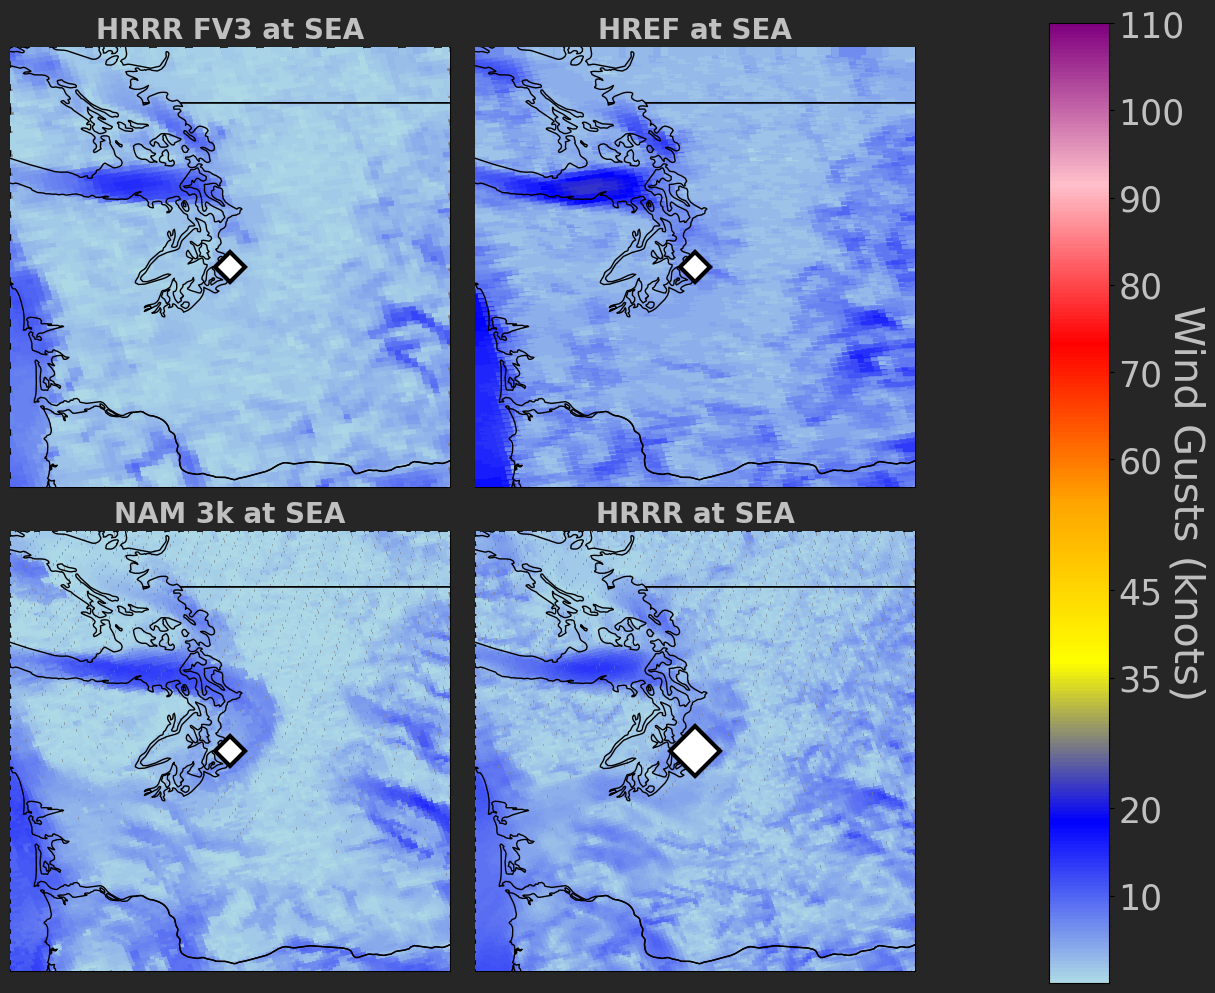 HRRR FV3 at SEA
HREF at SEA
NAM 3k at SEA
HRRR at SEA
110
100
90
80
70
60
45
35
20
10
Wind Gusts (knots)